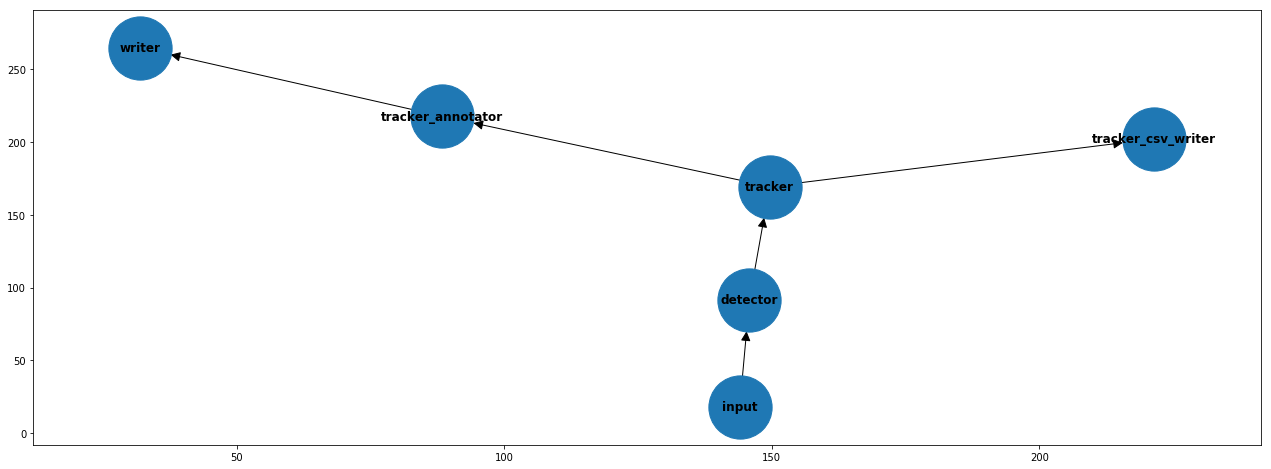 writer
250
tracker_annotator
tracker_csv_writer
200
tracker
150
detector
100
50
input
0
50
100
150
200